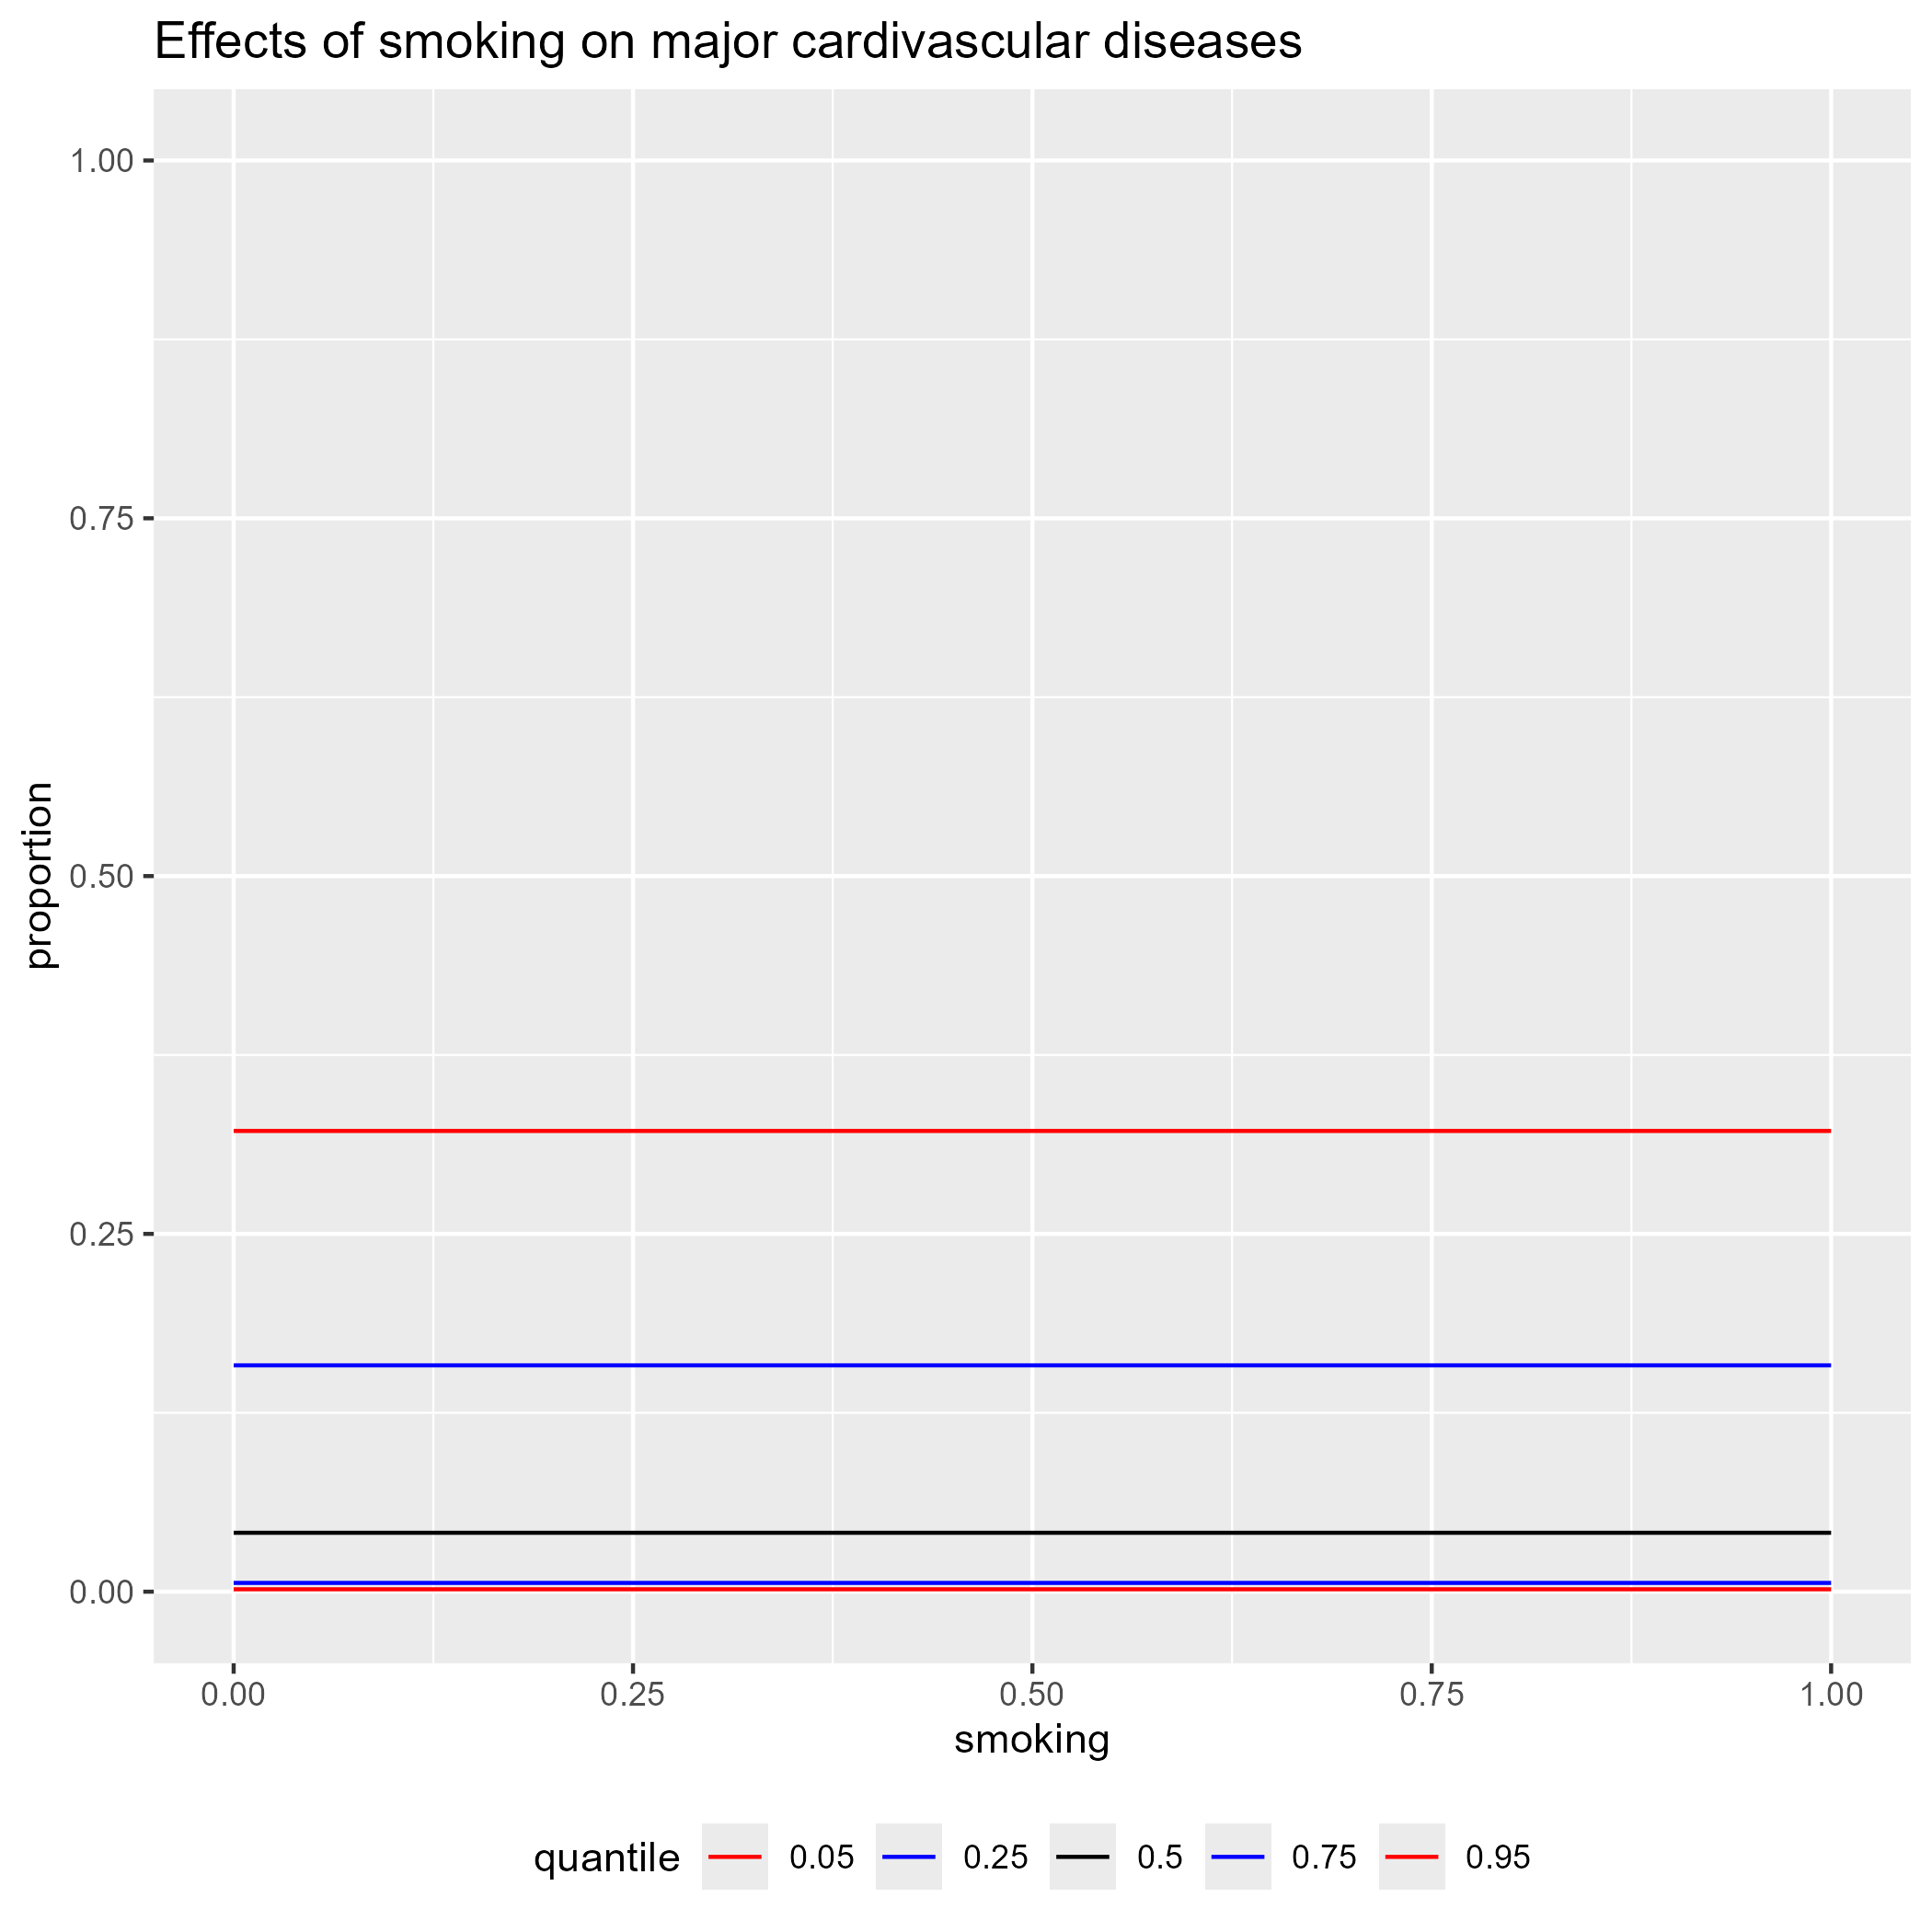 Effects of smoking on major cardivascular diseases
1.00
0.75
0.50
0.25
0.00
proportion
0.00 0.25 0.50 0.75 1.00
smoking
quantile 0.05 0.25 0.5 0.75 0.95